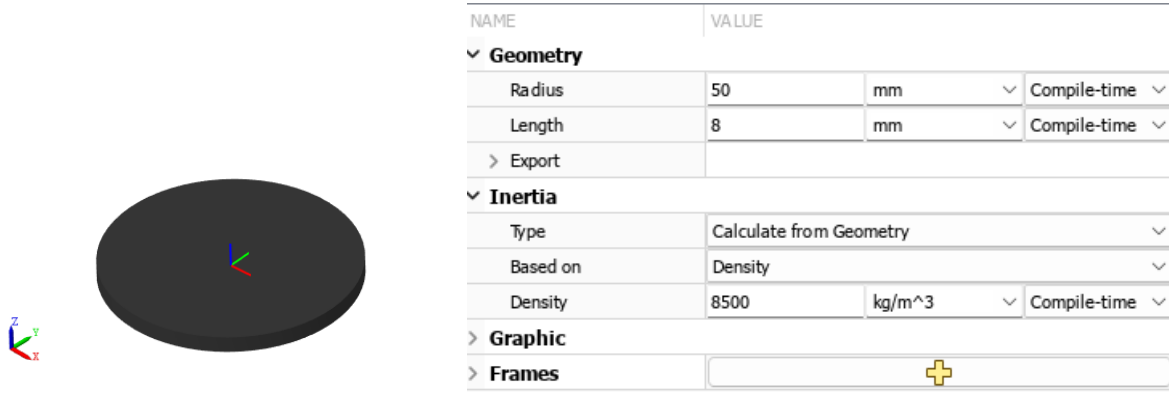 NAME VALUE
Geometry
Radius 50 mm Compile-time
Length 8 mm Compile-time
Export
Inertia
Type Calculate from Geometry
Based on Density
Density 8500 kg/m^3 Compile-time
Graphic
Frames
Z
Y
X